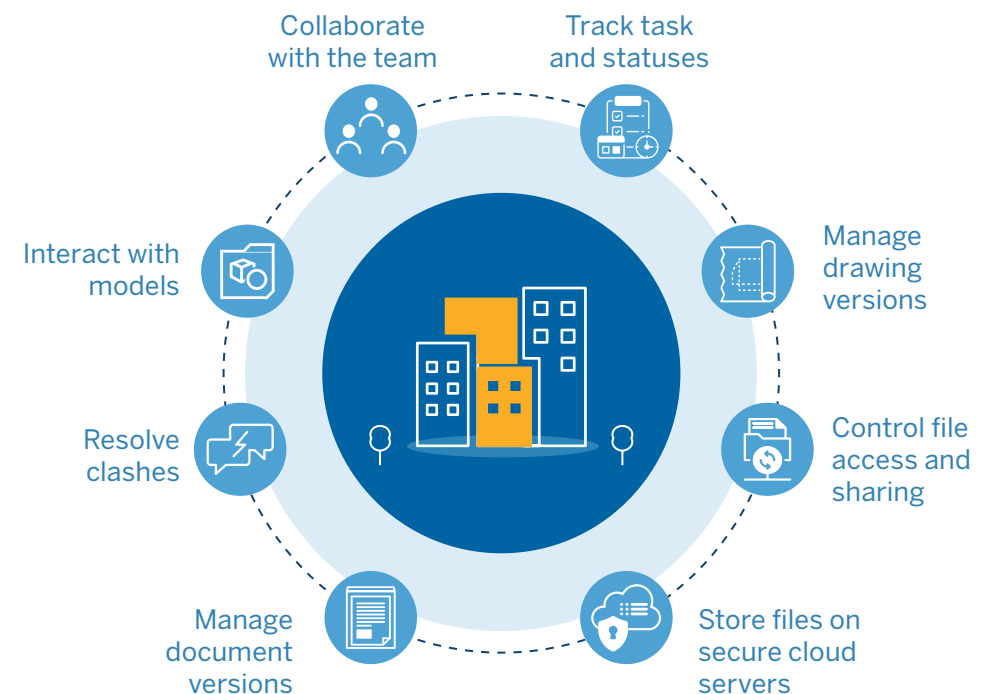 Collaborate
with the team
Track task
and statuses
Interact with
models
Manage
drawing
versions
Resolve
clashes
Control file
access and
sharing
Manage
document
versions
Store files on
secure cloud
servers